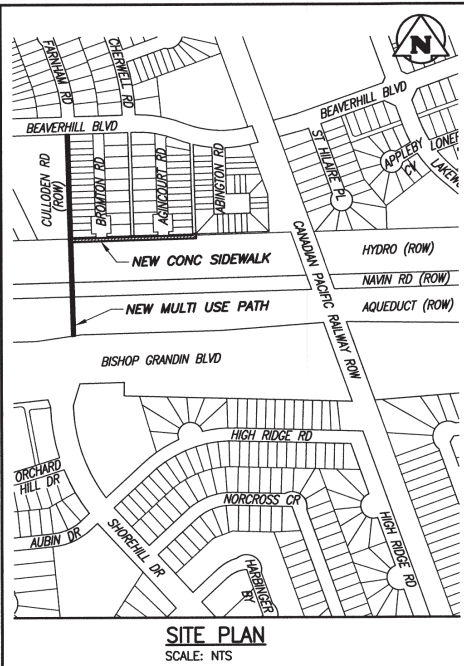 N
FARNHAM RD
CHERWELL RD
BEAVERHILL BLVD
BEAVERHILL BLVD
ST HILAIRE PL
APPLEBY CV
LAKEW
CULLODEN RD
(ROW)
BROMTON RD
AGINCOURT RD
ABINGTON RD
CANADIAN PACIFIC RAILWAY ROW
HYDRO (ROW)
NEW CONC SIDEWALK
NAVIN RD (ROW)
NEW MULTI USE PATH
AQUEDUCT (ROW)
BISHOP GRANDIN BLVD
HIGH RIDGE RD
ORCHARD
HILL DR
NORCROSS CR
AUBIN DR
SHOREHILL DR
HARBINGER
BY
HIGH RIDGE RD
SITE PLAN
SCALE: NTS